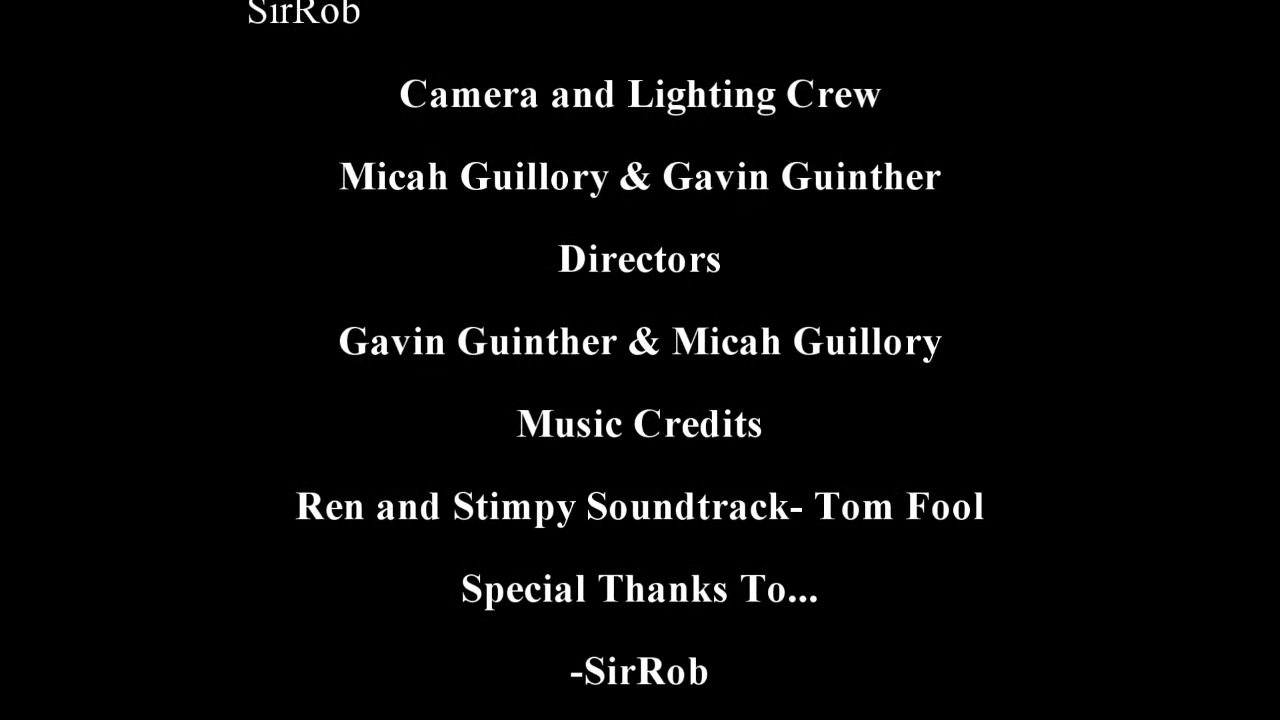 SirRob
Camera and Lighting Crew
Micah Guillory & Gavin Guinther
Directors
Gavin Guinther & Micah Guillory
Music Credits
Ren and Stimpy Soundtrack- Tom Fool
Special Thanks To...
-SirRob